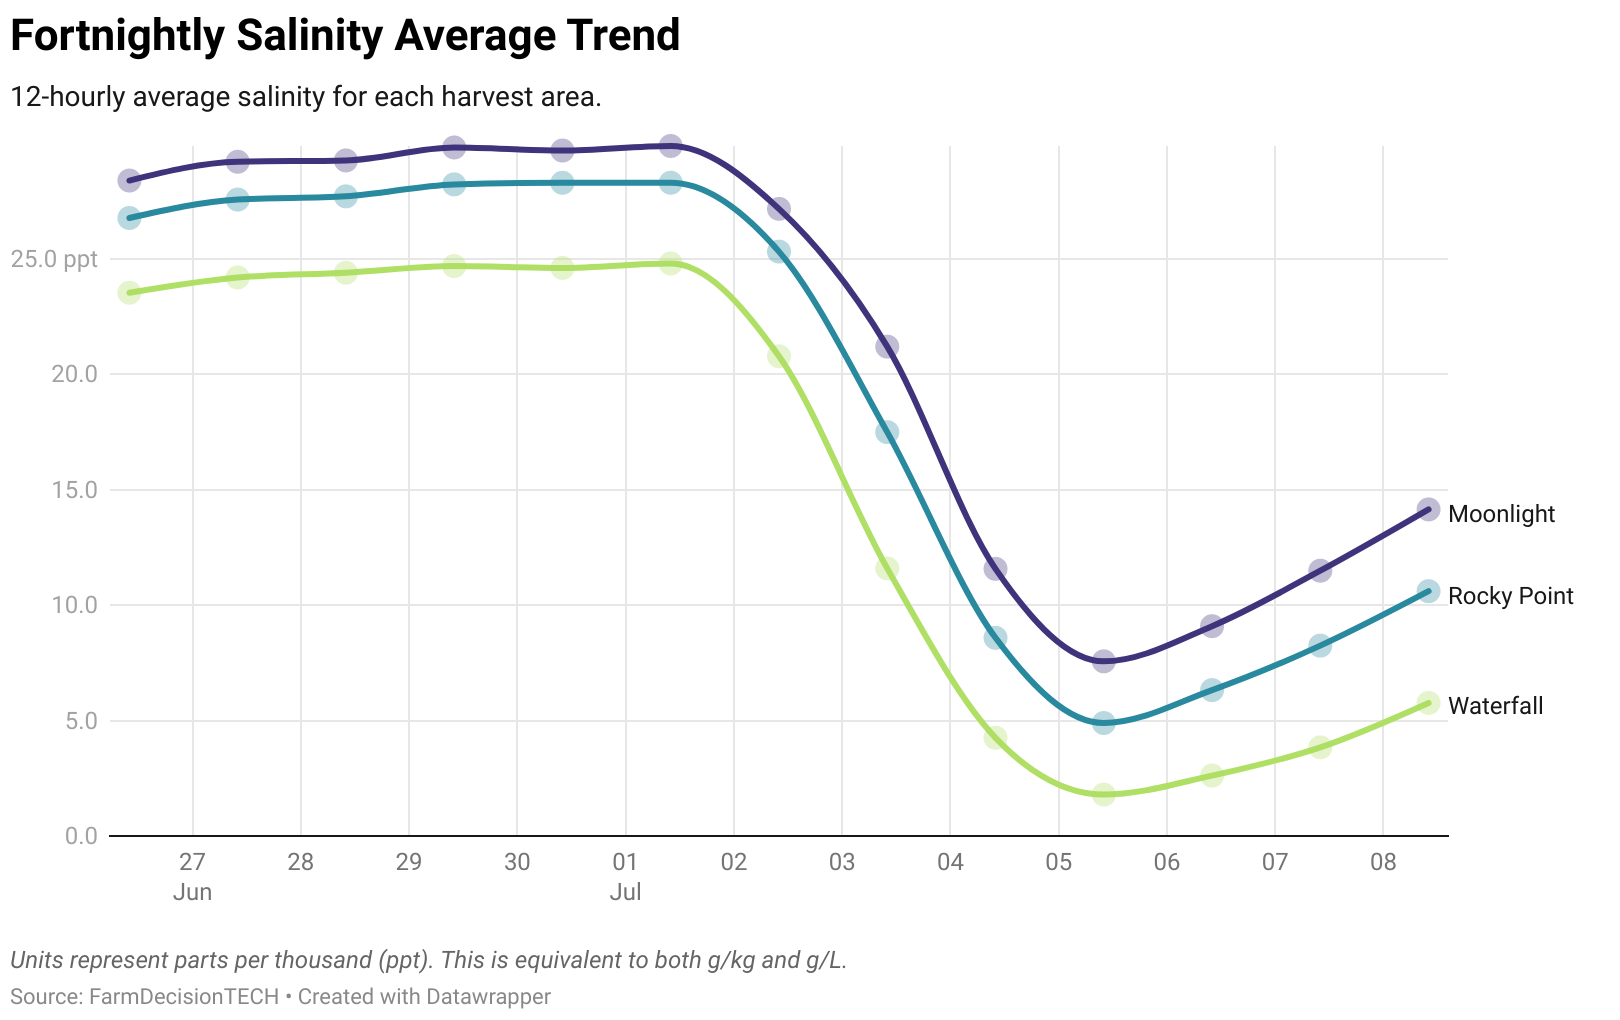 Fortnightly Salinity Average Trend
12-hourly average salinity for each harvest area.
25.0 ppt
20.0
15.0
10.0
5.0
0.0
Moonlight
Rocky Point
Waterfall
27 28 29 30 01 02 03 04 05 06 07 08
Jun Jul
Units represent parts per thousand (ppt). This is equivalent to both g/kg and g/L.
Source: FarmDecisionTECH • Created with Datawrapper